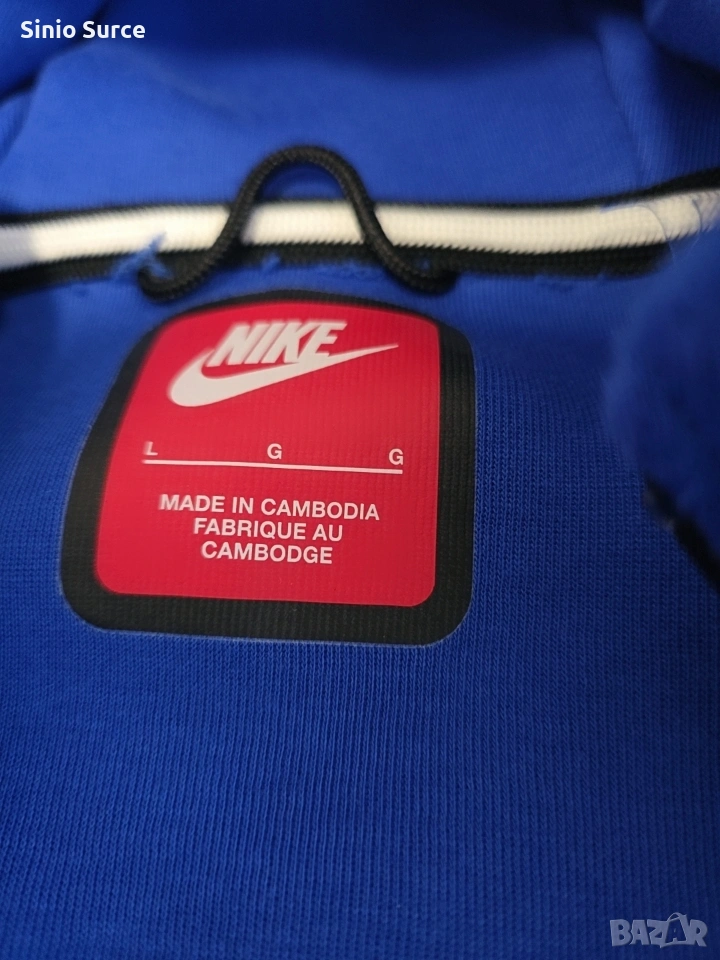 Sinio Surce
NIKE
L G G
MADE IN CAMBODIA
FABRIQUE AU
CAMBODGE
BAZAR